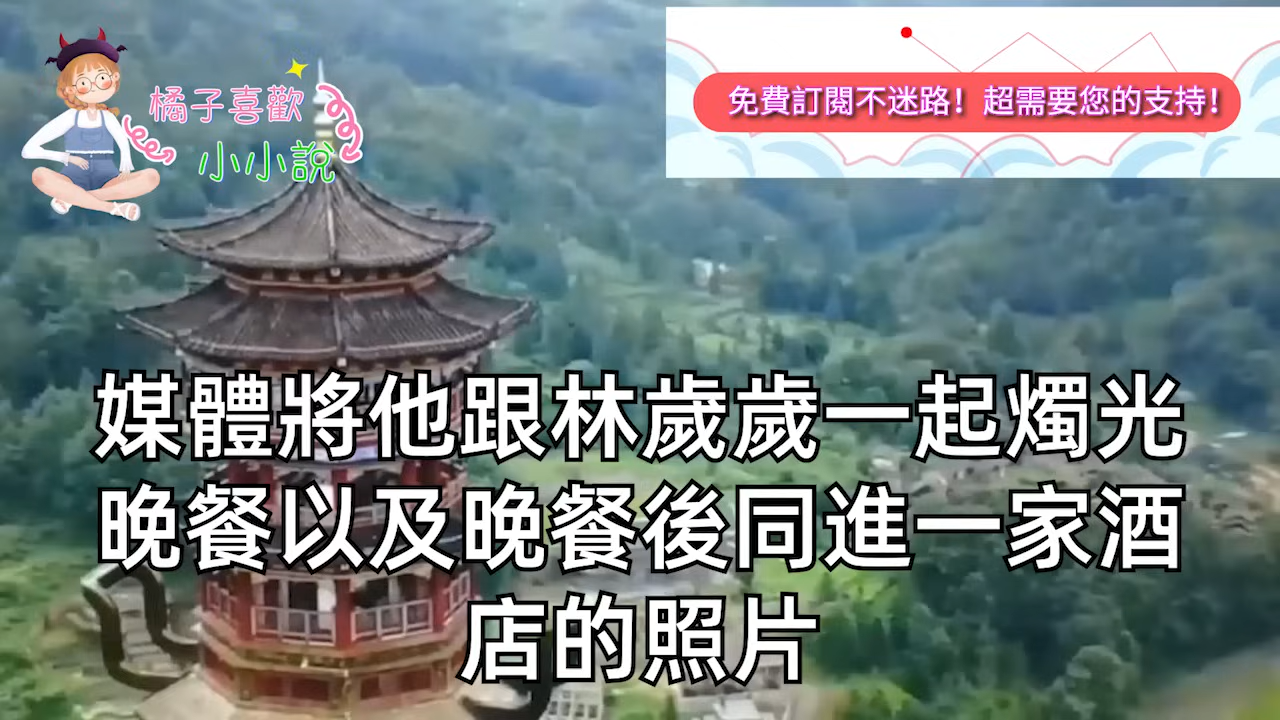 橘子喜歡
小小說
免費訂閱不迷路！超需要您的支持！
媒體將他跟林歲歲一起燭光
晚餐以及晚餐後同進一家酒
店的照片